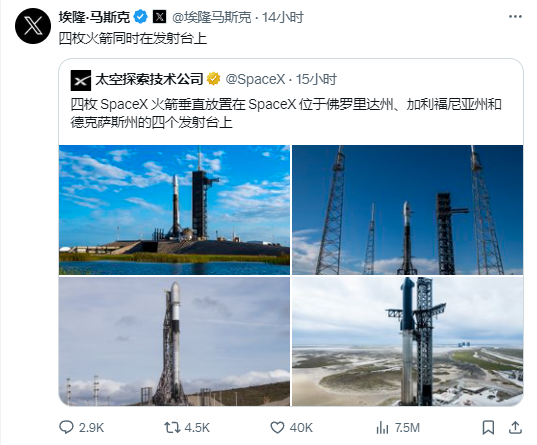 埃隆·马斯克 @埃隆马斯克 · 14小时
四枚火箭同时在发射台上
太空探索技术公司 @SpaceX · 15小时
四枚 SpaceX 火箭垂直放置在 SpaceX 位于佛罗里达州、加利福尼亚州和
德克萨斯州的四个发射台上
2.9K 4.5K 40K 7.5M